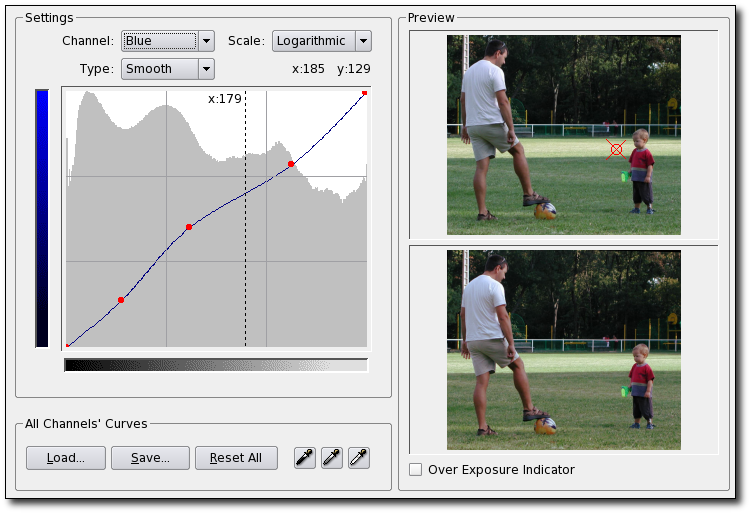 Settings
Channel: Blue Scale: Logarithmic
Type: Smooth x:185 y:129
x:179
All Channels' Curves
Load... Save... Reset All
Preview
Over Exposure Indicator